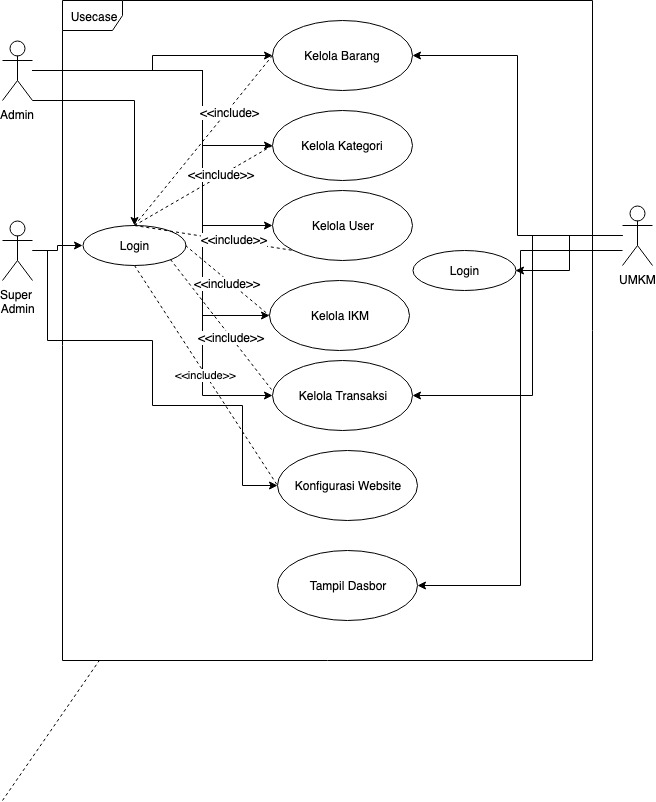 Usecase
Kelola Barang
Admin
<<include>
Kelola Kategori
<<include>>
Kelola User
<<include>>
Login
Login
UMKM
Super
Admin
<<include>>
Kelola IKM
<<include>>
<<include>>
Kelola Transaksi
Konfigurasi Website
Tampil Dasbor